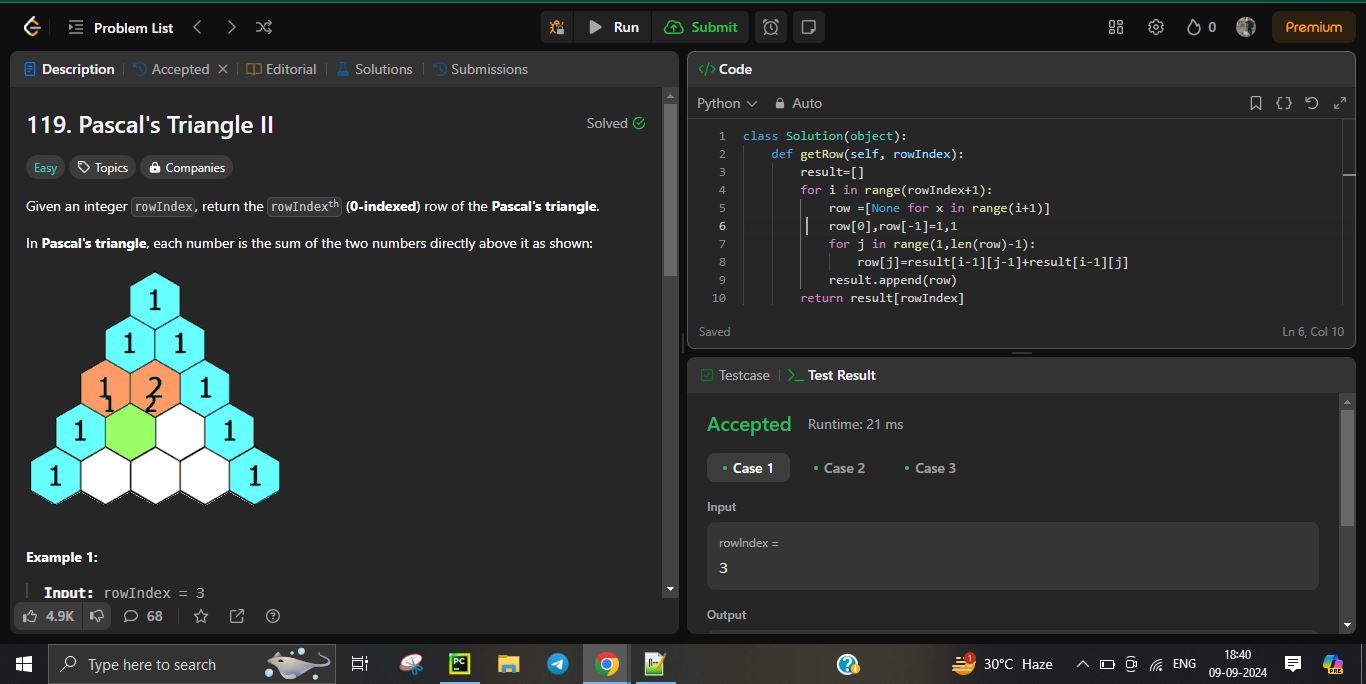 Problem List
Run
Submit
0
Premium
Description
Accepted
Editorial
Solutions
Submissions
119. Pascal's Triangle II
Solved
Easy
Topics
Companies
Given an integer rowIndex, return the rowIndexth (0-indexed) row of the Pascal's triangle.
In Pascal's triangle, each number is the sum of the two numbers directly above it as shown:
1
1 1
1 2 1
1 2
1 1
1 1
Example 1:
Input: rowIndex = 3
4.9K
68
</> Code
Python
Auto
1 class Solution(object):
2 def getRow(self, rowIndex):
3 result=[]
4 for i in range(rowIndex+1):
5 row =[None for x in range(i+1)]
6 row[0],row[-1]=1,1
7 for j in range(1,len(row)-1):
8 row[j]=result[i-1][j-1]+result[i-1][j]
9 result.append(row)
10 return result[rowIndex]
Saved
Ln 6, Col 10
Testcase
>_ Test Result
Accepted
Runtime: 21 ms
• Case 1
• Case 2
• Case 3
Input
rowIndex =
3
Output
Type here to search
PC
1
30°C Haze
ENG
18:40
09-09-2024
PRE